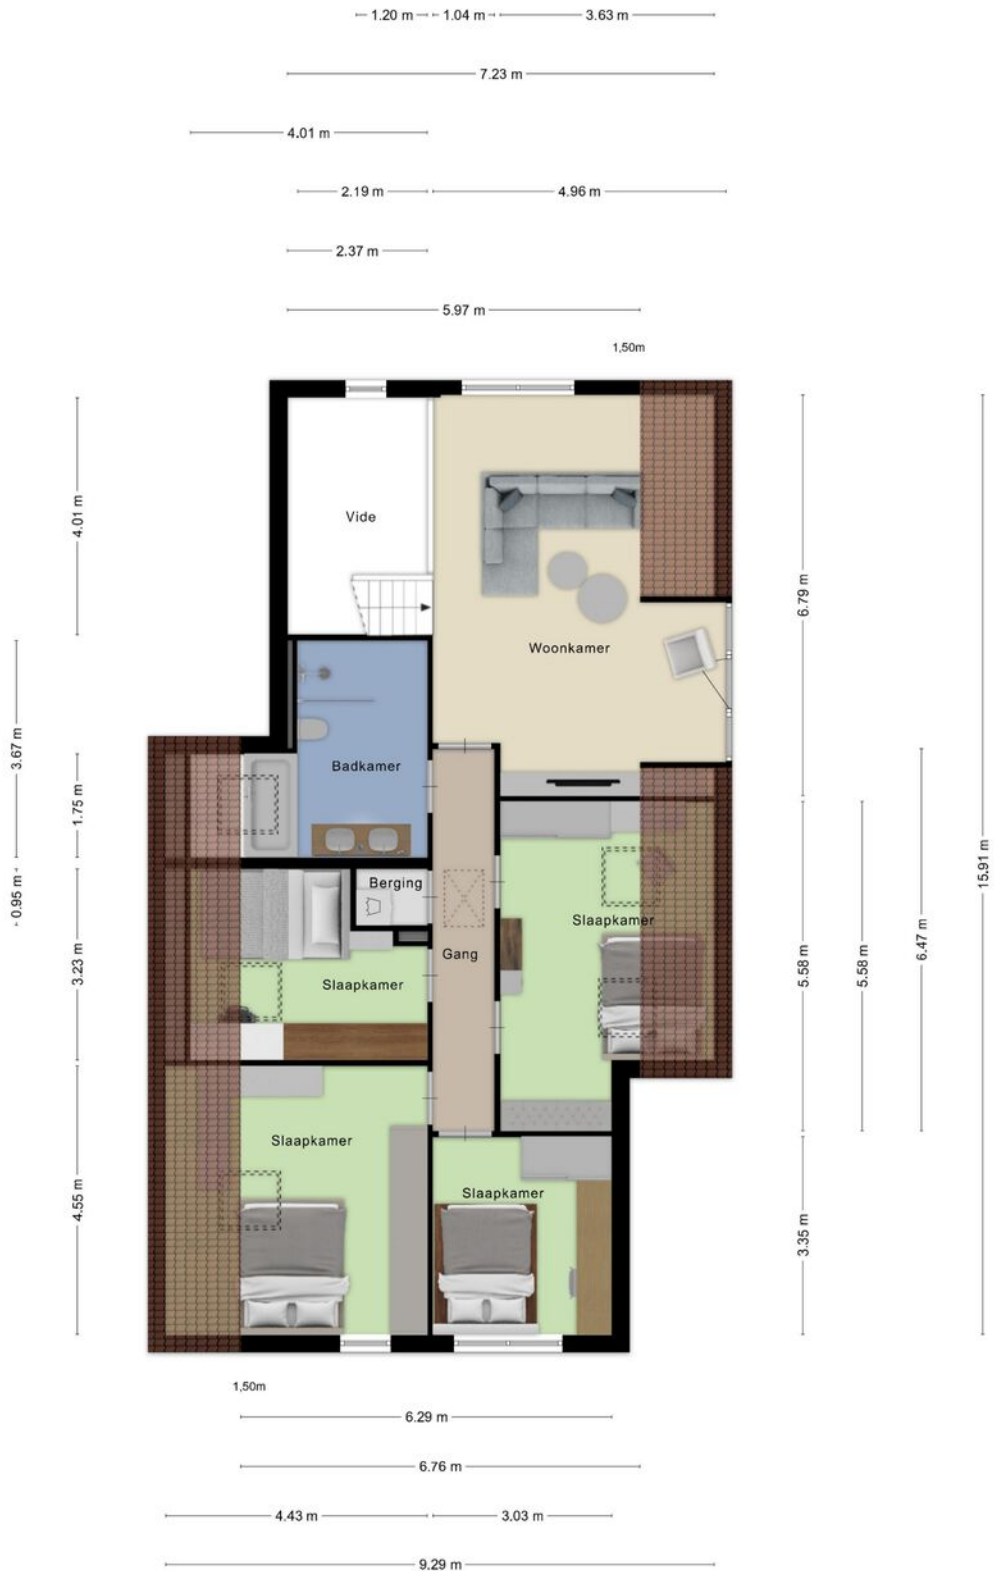 1.20 m 1.04 m 3.63 m
7.23 m
4.01 m
2.19 m 4.96 m
2.37 m
5.97 m
1,50m
4.01 m
Vide
6.79 m
Woonkamer
3.67 m
Badkamer
1.75 m
15.91 m
0.95 m
Berging
Slaapkamer
6.47 m
5.58 m
5.58 m
Gang
3.23 m
Slaapkamer
Slaapkamer
4.55 m
Slaapkamer
3.35 m
1,50m
6.29 m
6.76 m
4.43 m 3.03 m
9.29 m